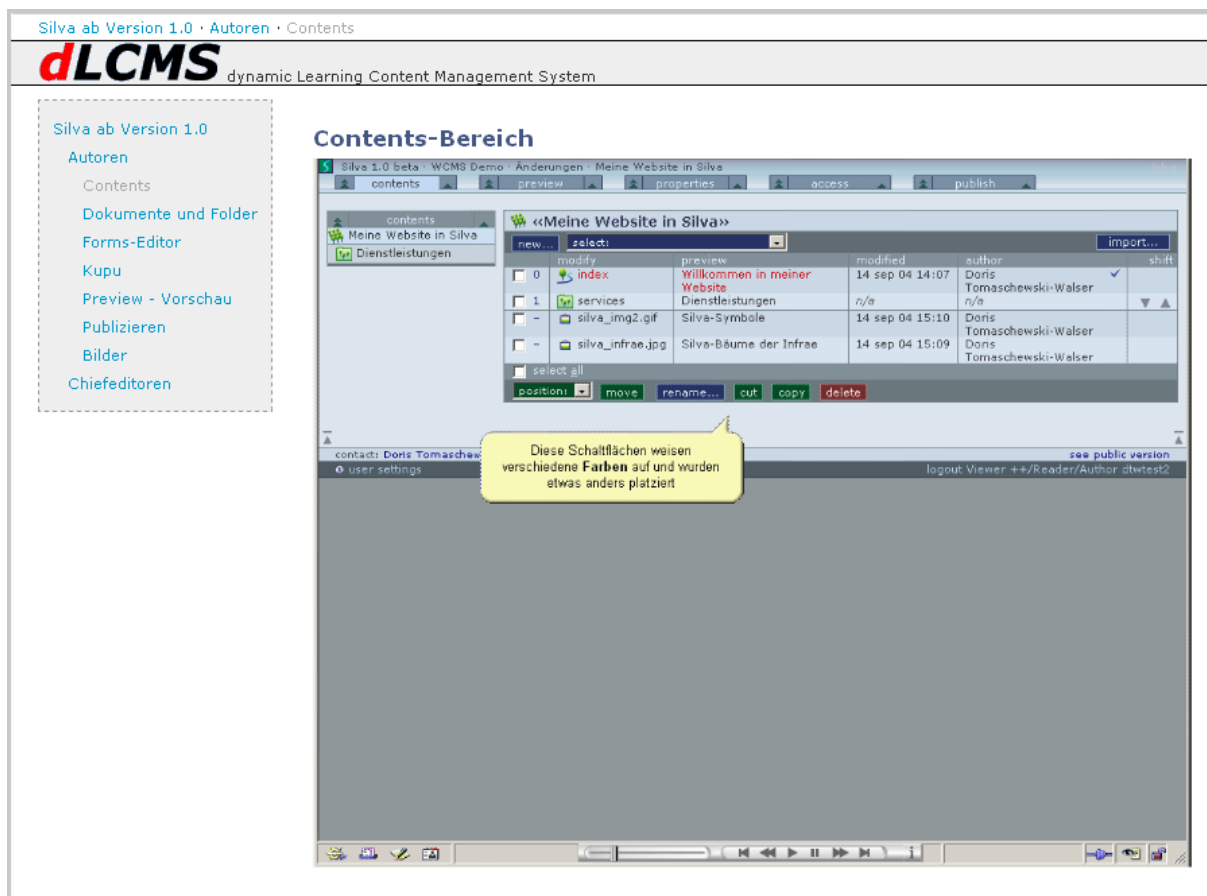 Silva ab Version 1.0 · Autoren · Contents
dLCMS dynamic Learning Content Management System
Silva ab Version 1.0
Autoren
Contents
Dokumente und Folder
Forms-Editor
Kupu
Preview - Vorschau
Publizieren
Bilder
Chiefeditoren
Contents-Bereich
Silva 1.0 beta · WCMS Demo · Änderungen · Meine Website in Silva
contents preview properties access publish
contents
Meine Website in Silva
Dienstleistungen
«Meine Website in Silva»
new... select: import...
modify preview modified author shift
0 index Willkommen in meiner Website 14 sep 04 14:07 Doris Tomaschewski-Walser
1 services Dienstleistungen n/a n/a
- silva_img2.gif Silva-Symbole 14 sep 04 15:10 Doris Tomaschewski-Walser
- silva_infrae.jpg Silva-Bäume der Infrae 14 sep 04 15:09 Doris Tomaschewski-Walser
select all
position: move rename... cut copy delete
Diese Schaltflächen weisen
verschiedene Farben auf und wurden
etwas anders platziert
contact: Doris Tomaschew see public version
user settings logout Viewer ++/Reader/Author dtwtest2